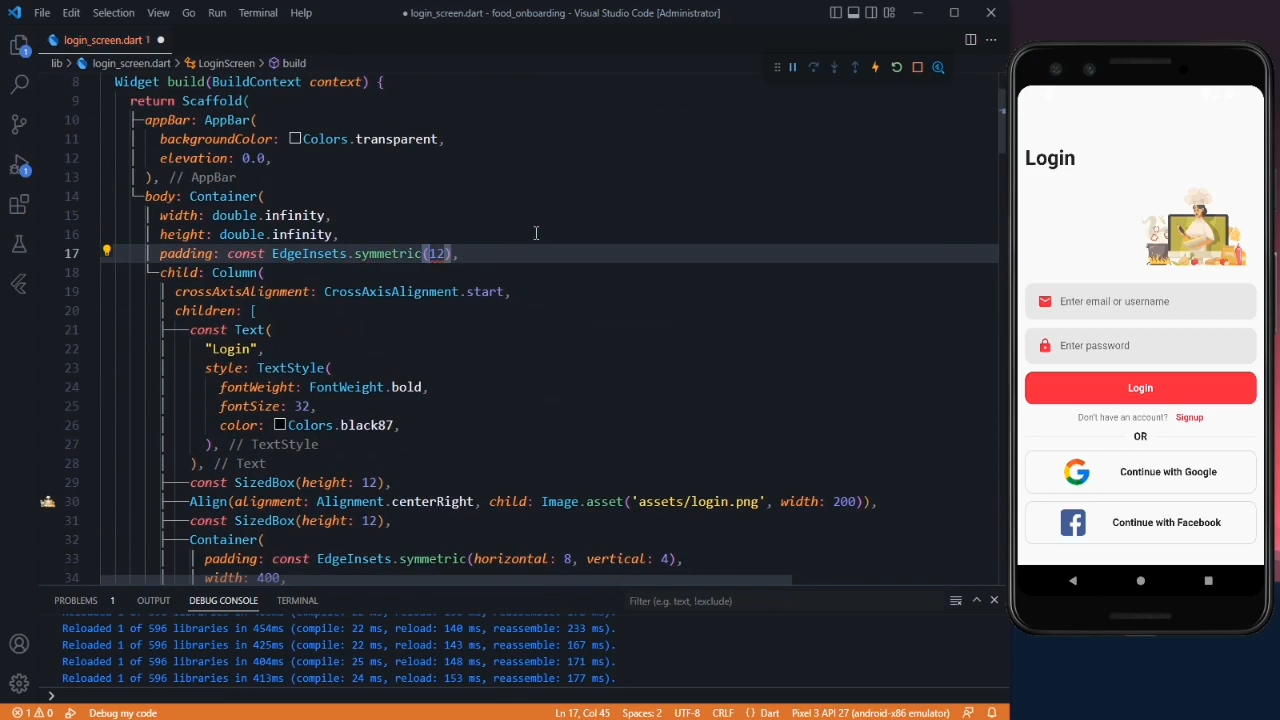 File Edit Selection View Go Run Terminal Help
● login_screen.dart - food_onboarding - Visual Studio Code [Administrator]
login_screen.dart 1 ●
lib > login_screen.dart > LoginScreen > build
8 Widget build(BuildContext context) {
9 return Scaffold(
10 appBar: AppBar(
11 backgroundColor: Colors.transparent,
12 elevation: 0.0,
13 ), // AppBar
14 body: Container(
15 width: double.infinity,
16 height: double.infinity,
17 padding: const EdgeInsets.symmetric(12),
18 child: Column(
19 crossAxisAlignment: CrossAxisAlignment.start,
20 children: [
21 const Text(
22 "Login",
23 style: TextStyle(
24 fontWeight: FontWeight.bold,
25 fontSize: 32,
26 color: Colors.black87,
27 ), // TextStyle
28 ), // Text
29 const SizedBox(height: 12),
30 Align(alignment: Alignment.centerRight, child: Image.asset('assets/login.png', width: 200)),
31 const SizedBox(height: 12),
32 Container(
33 padding: const EdgeInsets.symmetric(horizontal: 8, vertical: 4),
34 width: 400,
PROBLEMS 1 OUTPUT DEBUG CONSOLE TERMINAL
Filter (e.g. text, !exclude)
Reloaded 1 of 596 libraries in 454ms (compile: 22 ms, reload: 140 ms, reassemble: 233 ms).
Reloaded 1 of 596 libraries in 425ms (compile: 22 ms, reload: 143 ms, reassemble: 167 ms).
Reloaded 1 of 596 libraries in 404ms (compile: 25 ms, reload: 148 ms, reassemble: 171 ms).
Reloaded 1 of 596 libraries in 413ms (compile: 24 ms, reload: 153 ms, reassemble: 177 ms).
>
1 0 Debug my code
Ln 17, Col 45 Spaces: 2 UTF-8 CRLF {} Dart Pixel 3 API 27 (android-x86 emulator)
1
1
Login
Enter email or username
Enter password
Login
Don't have an account? Signup
OR
Continue with Google
Continue with Facebook